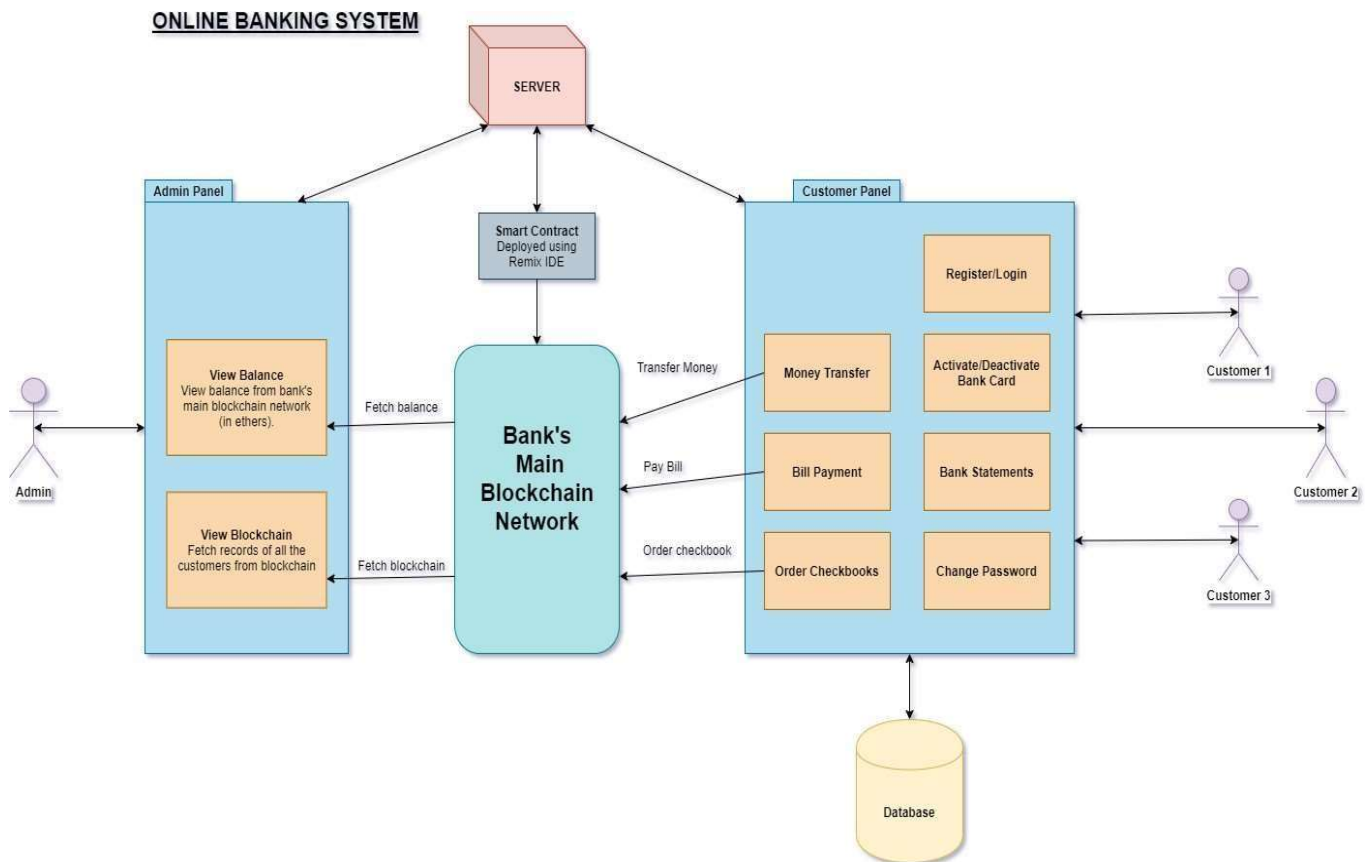 ONLINE BANKING SYSTEM
SERVER
Admin Panel
Customer Panel
Smart Contract
Deployed using
Remix IDE
Register/Login
View Balance
View balance from bank's
main blockchain network
(in ethers).
Fetch balance
Transfer Money
Money Transfer
Activate/Deactivate
Bank Card
Customer 1
Bank's
Main
Blockchain
Network
Pay Bill
Bill Payment
Bank Statements
Admin
Customer 2
View Blockchain
Fetch records of all the
customers from blockchain
Fetch blockchain
Order checkbook
Order Checkbooks
Change Password
Customer 3
Database